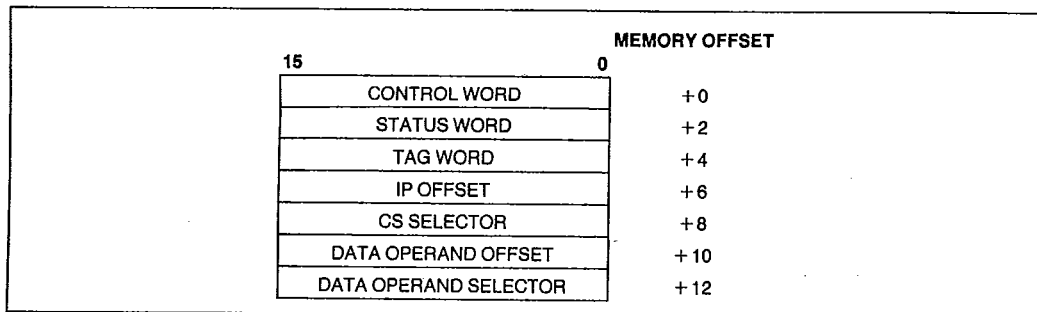 MEMORY OFFSET
15 0
CONTROL WORD +0
STATUS WORD +2
TAG WORD +4
IP OFFSET +6
CS SELECTOR +8
DATA OPERAND OFFSET +10
DATA OPERAND SELECTOR +12